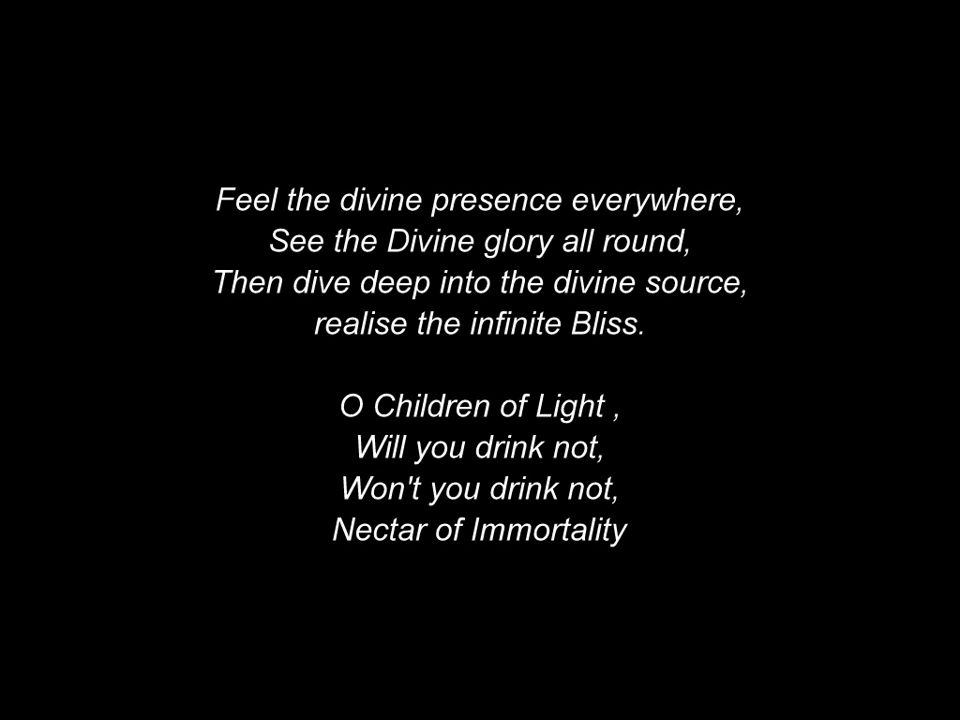 Feel the divine presence everywhere,
See the Divine glory all round,
Then dive deep into the divine source,
realise the infinite Bliss.

O Children of Light ,
Will you drink not,
Won't you drink not,
Nectar of Immortality